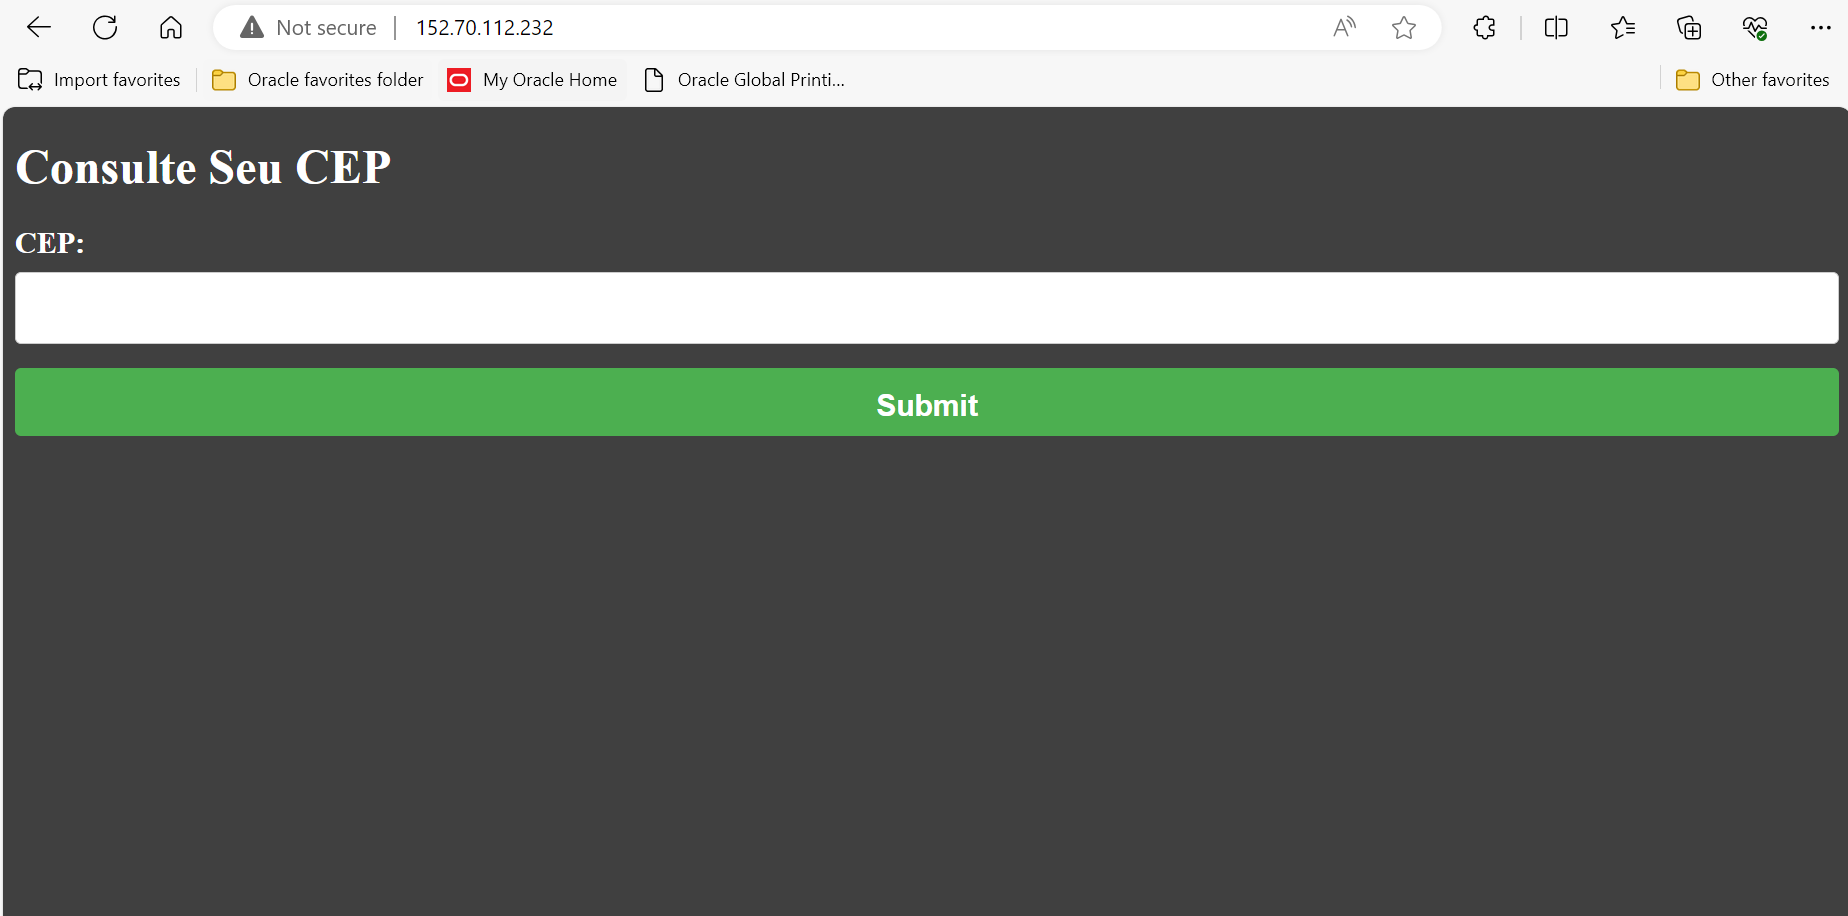 Not secure | 152.70.112.232
Import favorites Oracle favorites folder My Oracle Home Oracle Global Printi... Other favorites
Consulte Seu CEP
CEP:
Submit